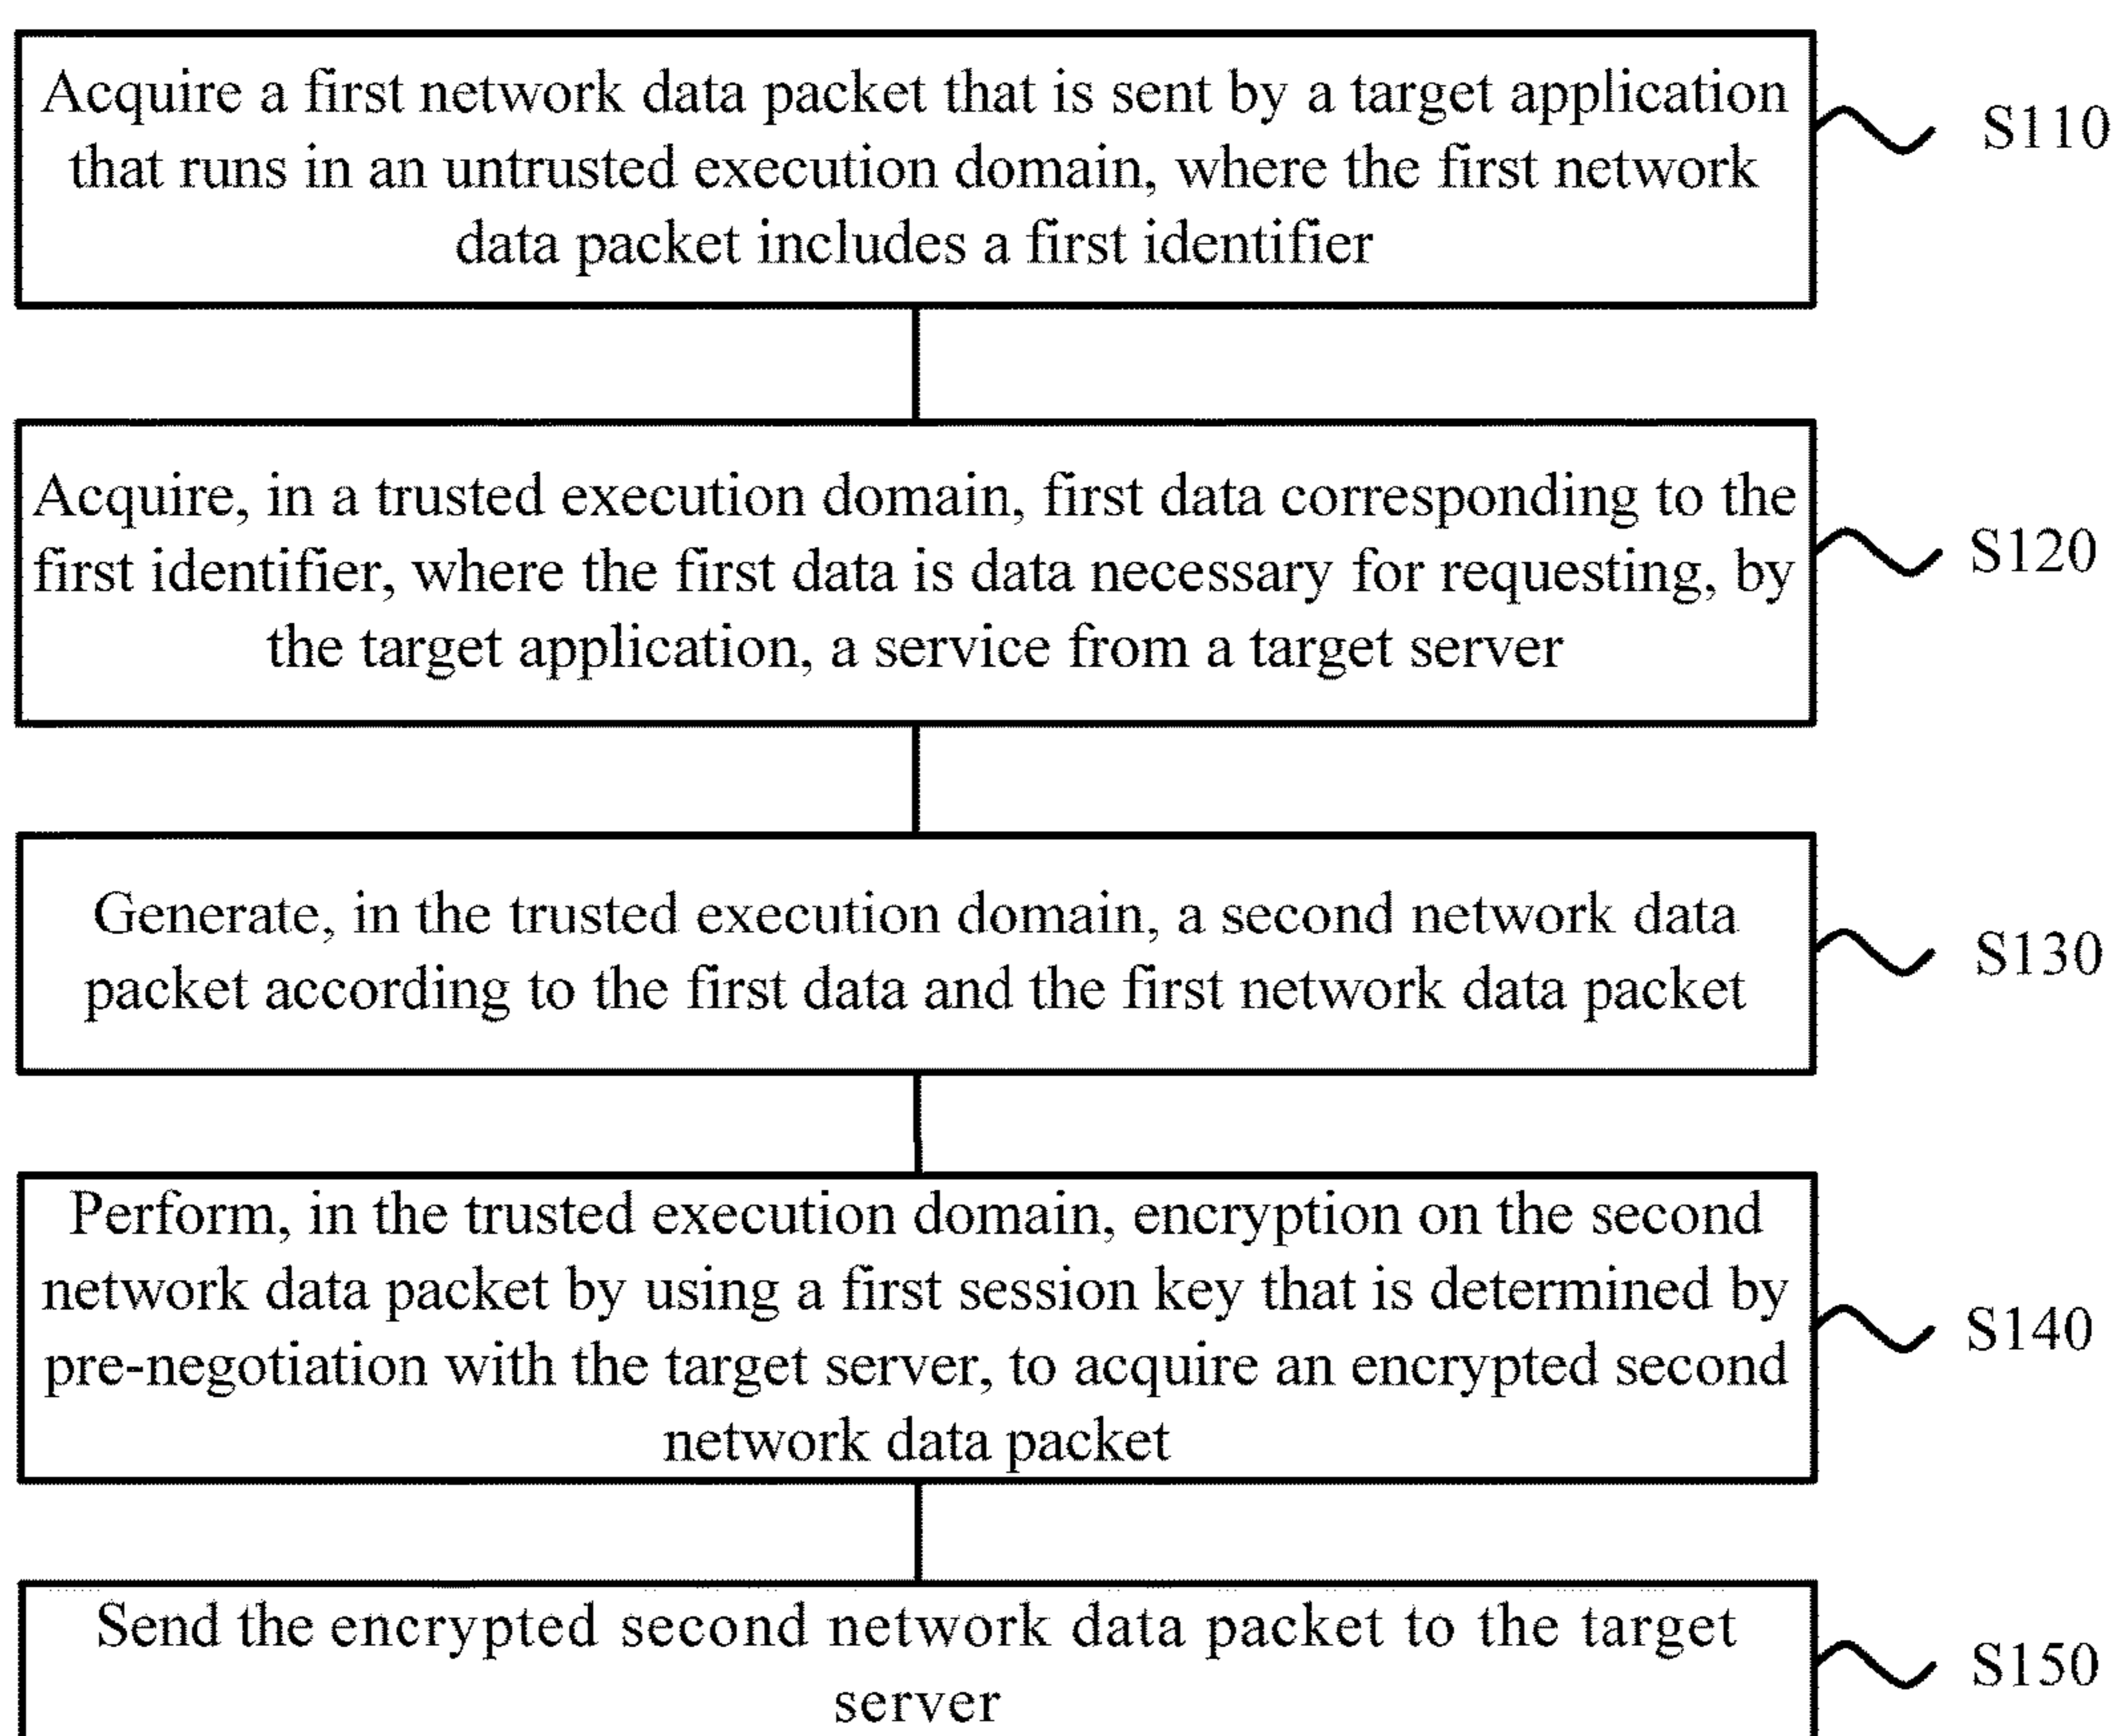 Acquire a first network data packet that is sent by a target application
that runs in an untrusted execution domain, where the first network
data packet includes a first identifier
S110
Acquire, in a trusted execution domain, first data corresponding to the
first identifier, where the first data is data necessary for requesting, by
the target application, a service from a target server
S120
Generate, in the trusted execution domain, a second network data
packet according to the first data and the first network data packet
S130
Perform, in the trusted execution domain, encryption on the second
network data packet by using a first session key that is determined by
pre-negotiation with the target server, to acquire an encrypted second
network data packet
S140
Send the encrypted second network data packet to the target
server
S150